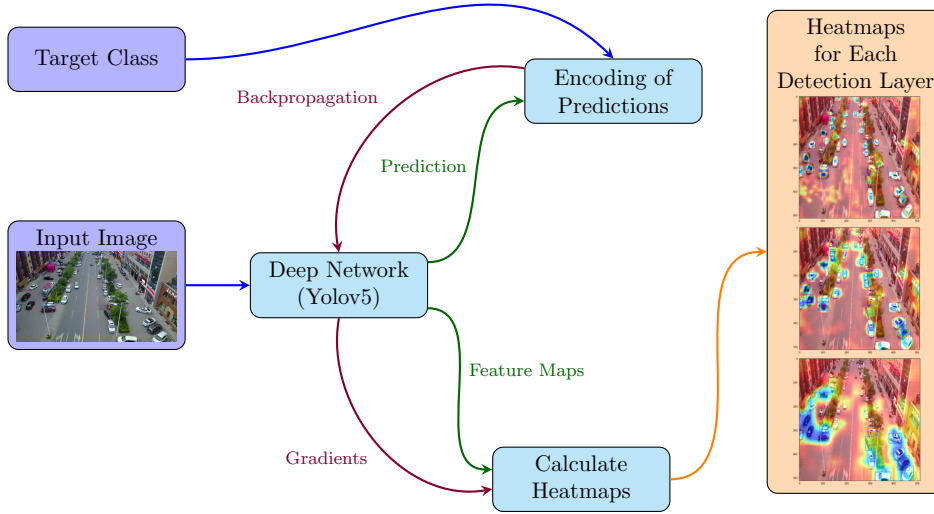 Target Class
Encoding of
Predictions
Heatmaps
for Each
Detection Layer
Backpropagation
Prediction
Input Image
Deep Network
(Yolov5)
Feature Maps
Gradients
Calculate
Heatmaps